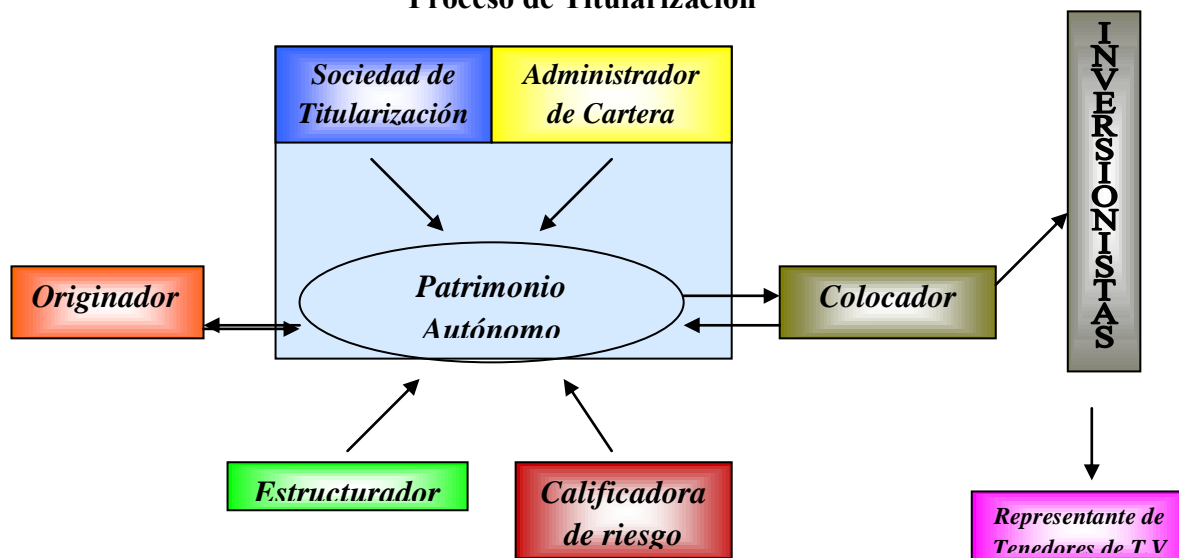 Proceso de Titularización
Sociedad de
Titularización
Administrador
de Cartera
INVERSIONISTAS
Originador
Patrimonio
Autónomo
Colocador
Estructurador
Calificadora
de riesgo
Representante de
Tenedores de T.V